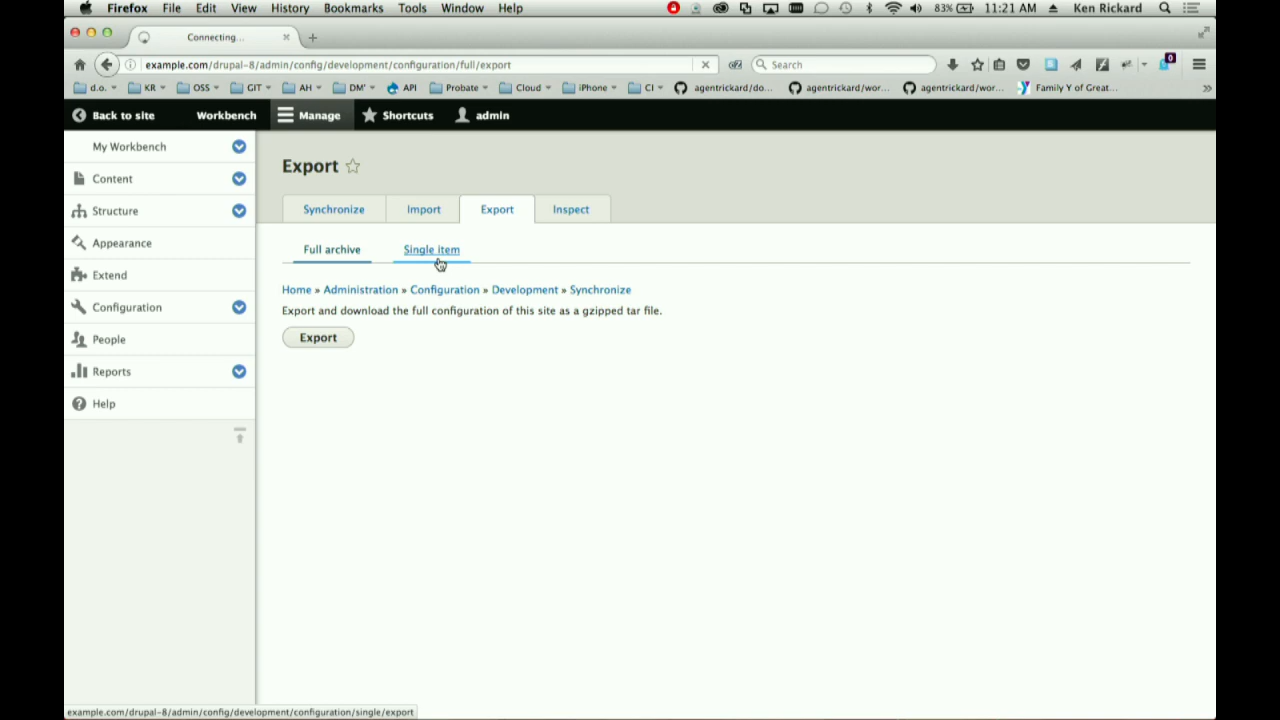 Firefox File Edit View History Bookmarks Tools Window Help 83% 11:21 AM Ken Rickard
Connecting...
example.com/drupal-8/admin/config/development/configuration/full/export Search 0
d.o. KR OSS GIT AH DM' API Probate Cloud iPhone CI agentrickard/do... agentrickard/wor... agentrickard/wor... Family Y of Great...
Back to site Workbench Manage Shortcuts admin
My Workbench
Content
Structure
Appearance
Extend
Configuration
People
Reports
Help
Export
Synchronize Import Export Inspect
Full archive Single item
Home » Administration » Configuration » Development » Synchronize
Export and download the full configuration of this site as a gzipped tar file.
Export
example.com/drupal-8/admin/config/development/configuration/single/export